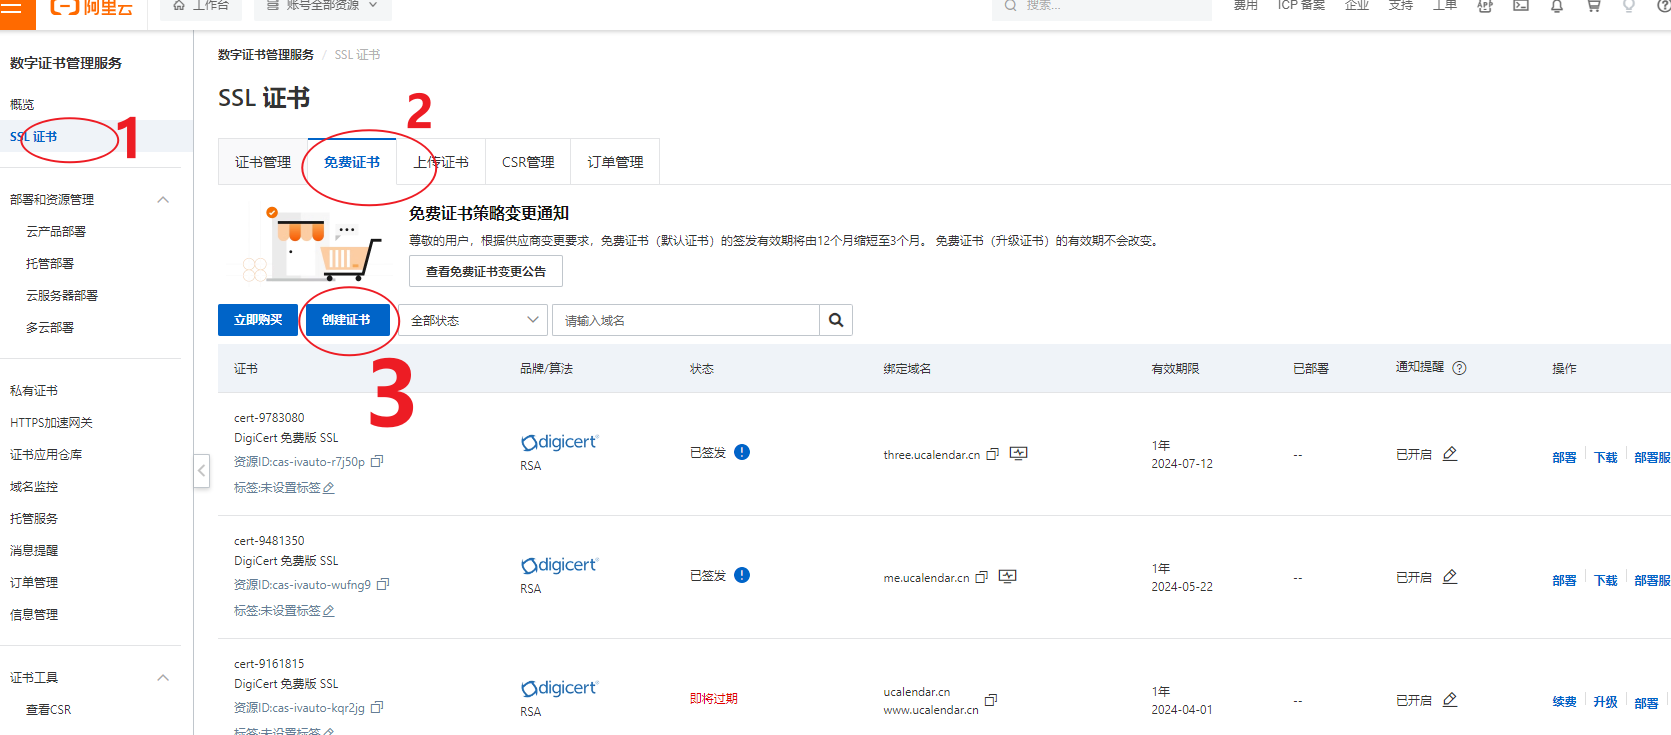 阿里云
工作台
账号全部资源
搜索...
费用
ICP 备案
企业
支持
工单
数字证书管理服务
概览
SSL 证书
1
部署和资源管理
云产品部署
托管部署
云服务器部署
多云部署
私有证书
HTTPS加速网关
证书应用仓库
域名监控
托管服务
消息提醒
订单管理
信息管理
证书工具
查看CSR
数字证书管理服务 / SSL 证书
SSL 证书
2
证书管理
免费证书
上传证书
CSR管理
订单管理
免费证书策略变更通知
尊敬的用户，根据供应商变更要求，免费证书（默认证书）的签发有效期将由12个月缩短至3个月。 免费证书（升级证书）的有效期不会改变。
查看免费证书变更公告
立即购买
创建证书
全部状态
请输入域名
3
证书
品牌/算法
状态
绑定域名
有效期限
已部署
通知提醒
操作
cert-9783080
DigiCert 免费版 SSL
资源ID:cas-ivauto-r7j50p
标签:未设置标签
digicert
RSA
已签发
three.ucalendar.cn
1年
2024-07-12
--
已开启
部署
下载
部署服
cert-9481350
DigiCert 免费版 SSL
资源ID:cas-ivauto-wufng9
标签:未设置标签
digicert
RSA
已签发
me.ucalendar.cn
1年
2024-05-22
--
已开启
部署
下载
部署服
cert-9161815
DigiCert 免费版 SSL
资源ID:cas-ivauto-kqr2jg
标签:未设置标签
digicert
RSA
即将过期
ucalendar.cn
www.ucalendar.cn
1年
2024-04-01
--
已开启
续费
升级
部署